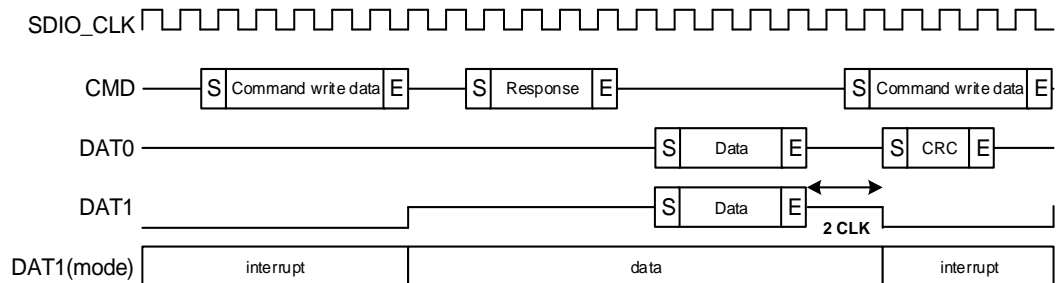 SDIO_CLK
CMD S Command write data E S Response E S Command write data E
DAT0 S Data E S CRC E
DAT1 S Data E
2 CLK
DAT1(mode) interrupt data interrupt